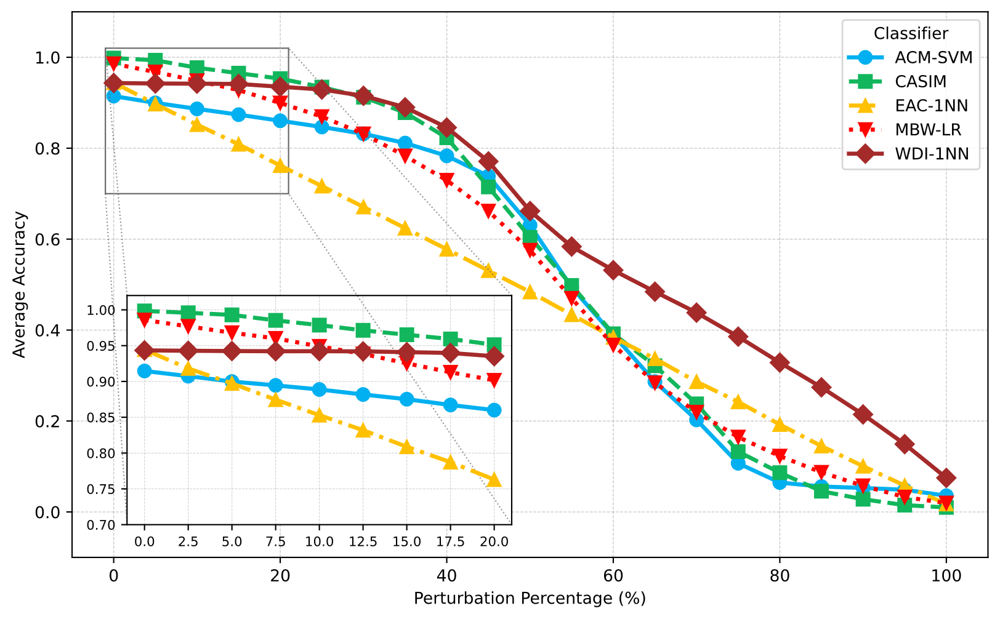 Classifier
ACM-SVM
CASIM
EAC-1NN
MBW-LR
WDI-1NN
1.0
0.8
0.6
0.4
0.2
0.0
Average Accuracy
1.00
0.95
0.90
0.85
0.80
0.75
0.70
0.0 2.5 5.0 7.5 10.0 12.5 15.0 17.5 20.0
0 20 40 60 80 100
Perturbation Percentage (%)